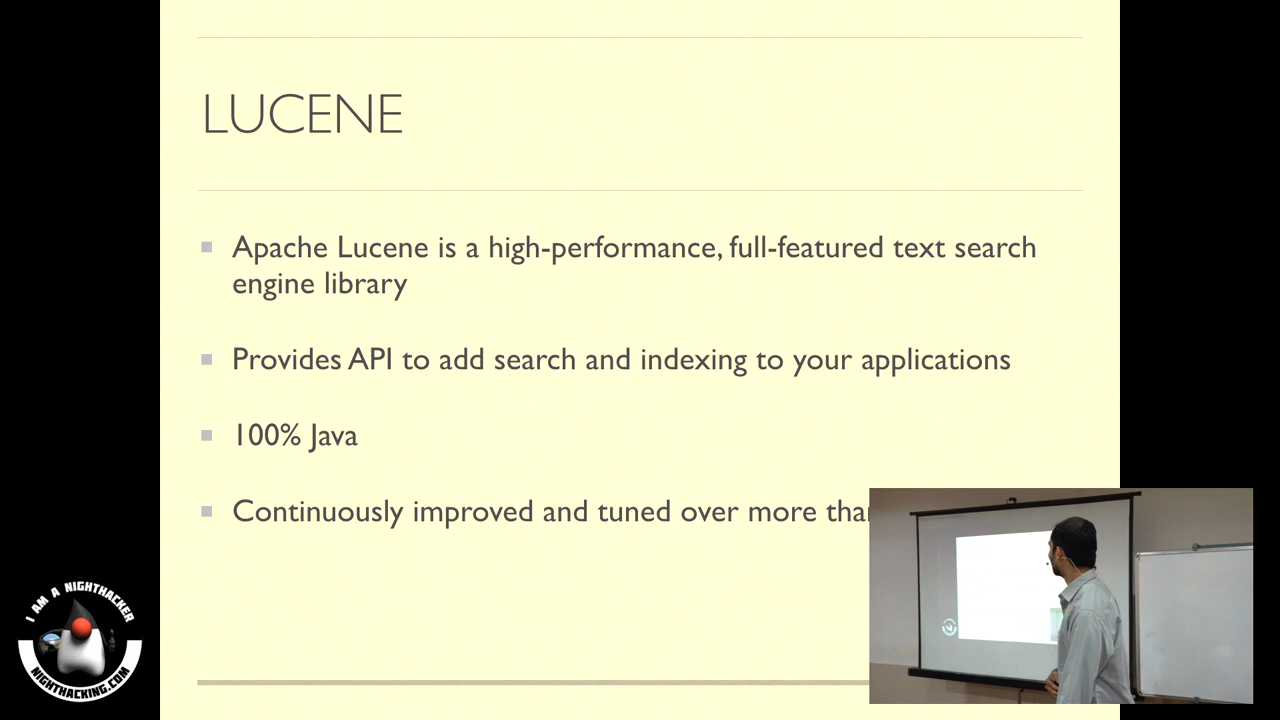 LUCENE
Apache Lucene is a high-performance, full-featured text search
engine library
Provides API to add search and indexing to your applications
100% Java
Continuously improved and tuned over more than
I AM A NIGHTHACKER
NIGHTHACKING.COM